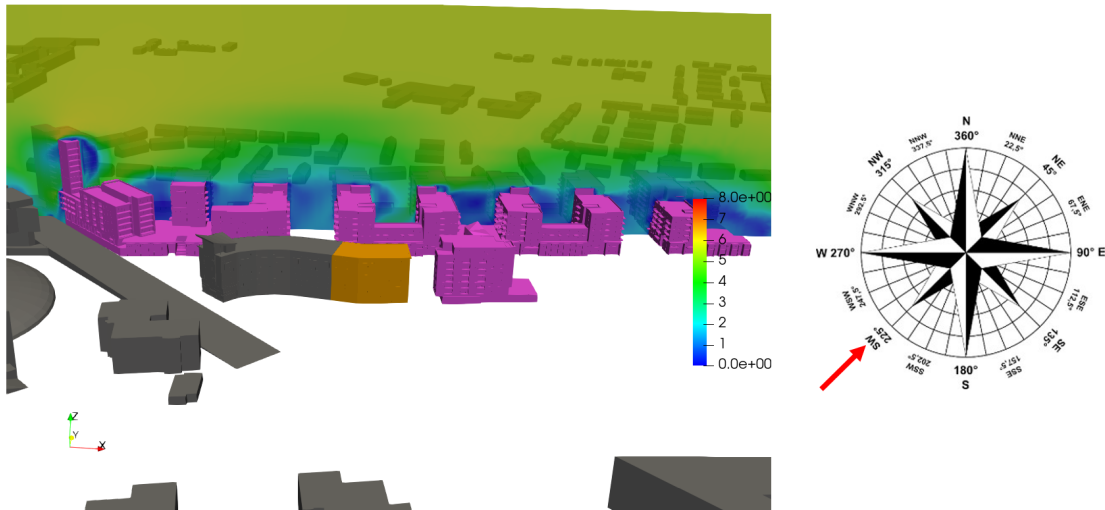 8.0e+00
7
6
5
4
3
2
1
0.0e+00
Z
Y
X
N
360°
NNE
22,5°
NE
45°
ENE
67,5°
90° E
ESE
112,5°
SE
135°
SSE
157,5°
180°
S
SSW
202,5°
SW
225°
WSW
247,5°
W 270°
WNW
292,5°
NW
315°
NNW
337,5°